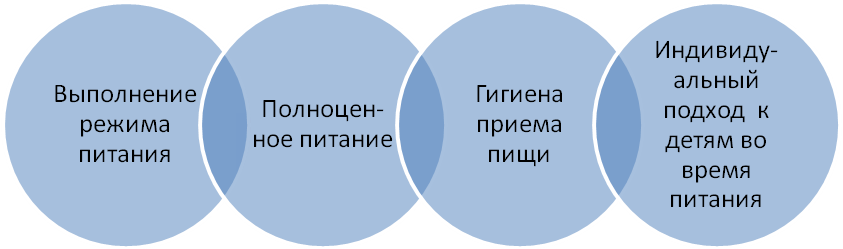 Выполнение
режима
питания
Полноцен-
ное питание
Гигиена
приема
пищи
Индивиду-
альный
подход  к
детям во
время
питания